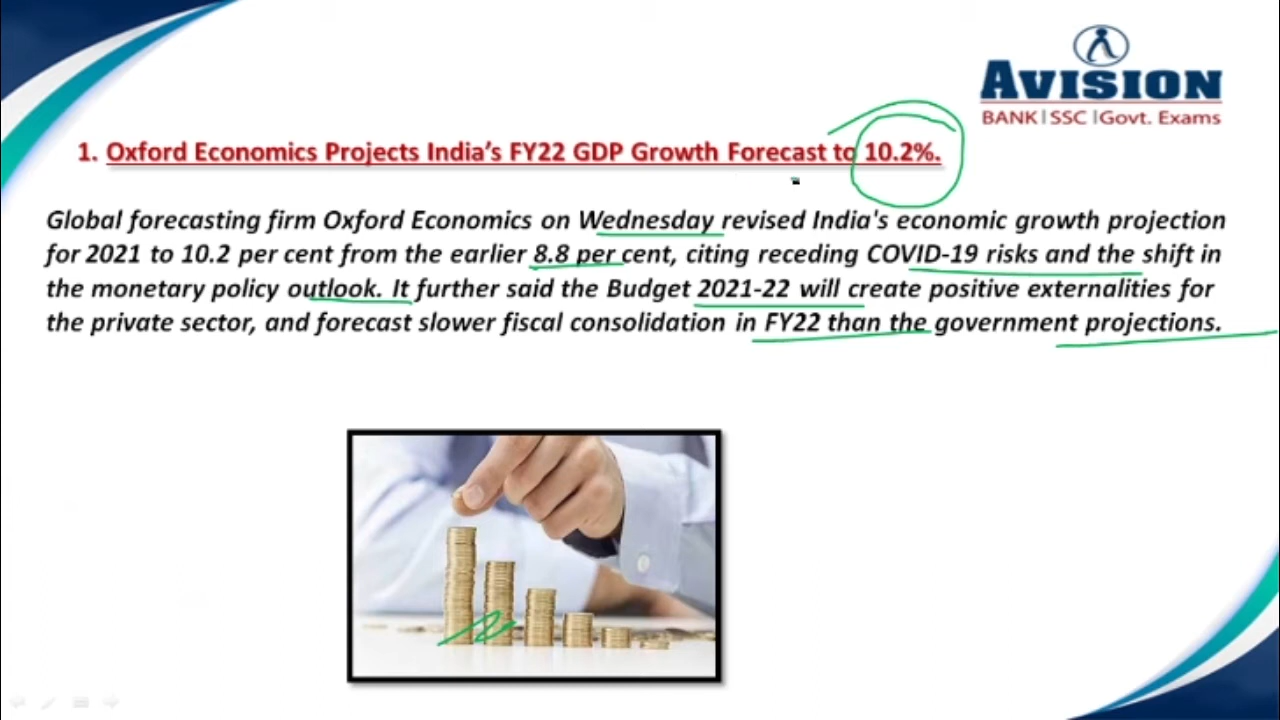 AVISION
BANK | SSC | Govt. Exams
1. Oxford Economics Projects India's FY22 GDP Growth Forecast to 10.2%.
Global forecasting firm Oxford Economics on Wednesday revised India's economic growth projection
for 2021 to 10.2 per cent from the earlier 8.8 per cent, citing receding COVID-19 risks and the shift in
the monetary policy outlook. It further said the Budget 2021-22 will create positive externalities for
the private sector, and forecast slower fiscal consolidation in FY22 than the government projections.